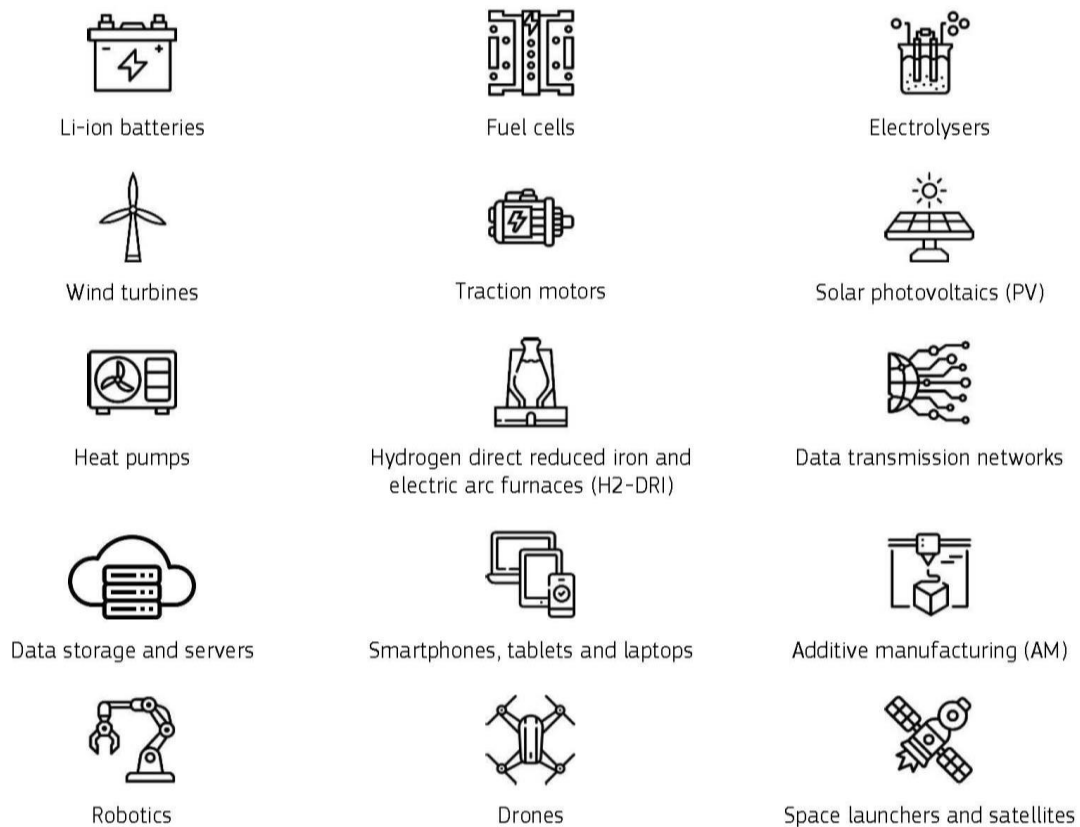 Li-ion batteries
Fuel cells
Electrolysers
Wind turbines
Traction motors
Solar photovoltaics (PV)
Heat pumps
Hydrogen direct reduced iron and
electric arc furnaces (H2-DRI)
Data transmission networks
Data storage and servers
Smartphones, tablets and laptops
Additive manufacturing (AM)
Robotics
Drones
Space launchers and satellites